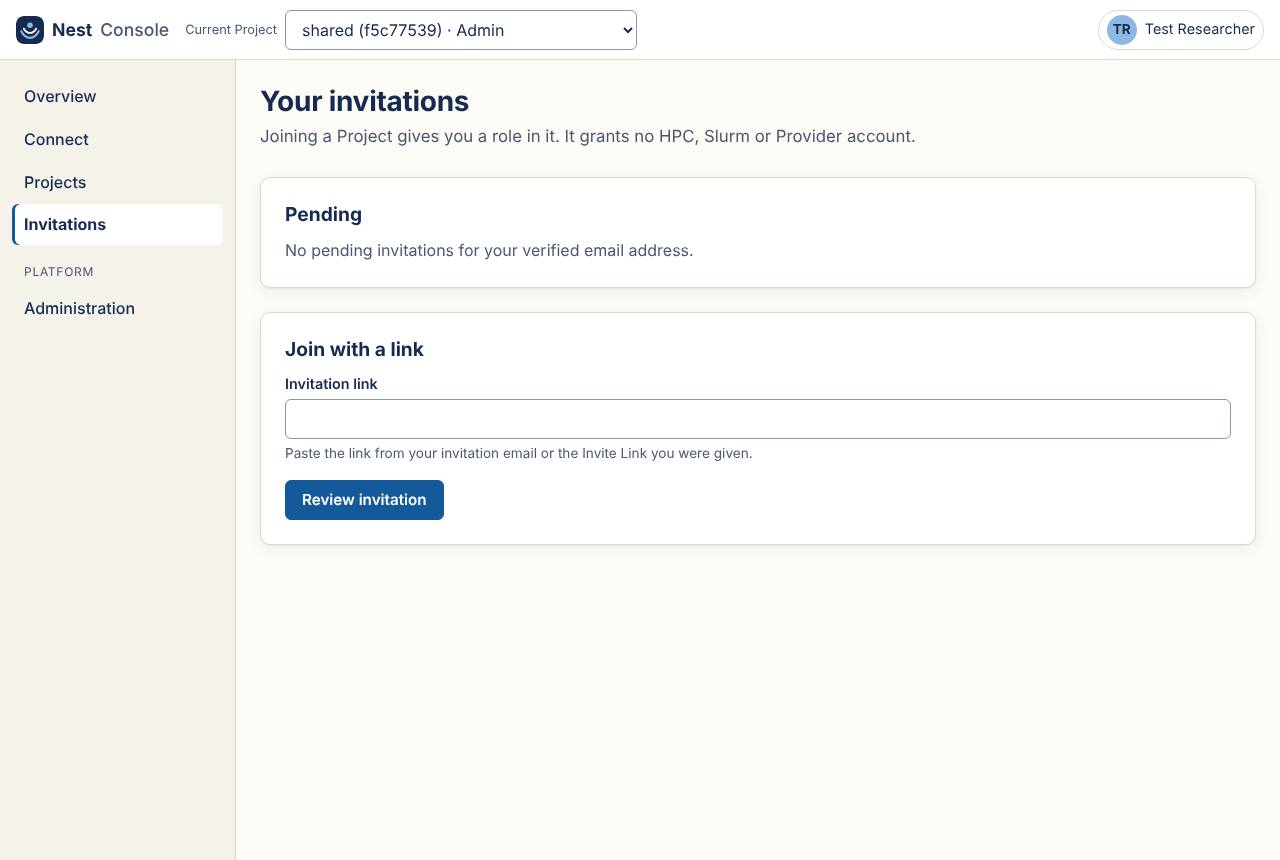 Nest Console
Current Project
shared (f5c77539) · Admin
TR
Test Researcher
Overview
Connect
Projects
Invitations
PLATFORM
Administration
Your invitations
Joining a Project gives you a role in it. It grants no HPC, Slurm or Provider account.
Pending
No pending invitations for your verified email address.
Join with a link
Invitation link
Paste the link from your invitation email or the Invite Link you were given.
Review invitation